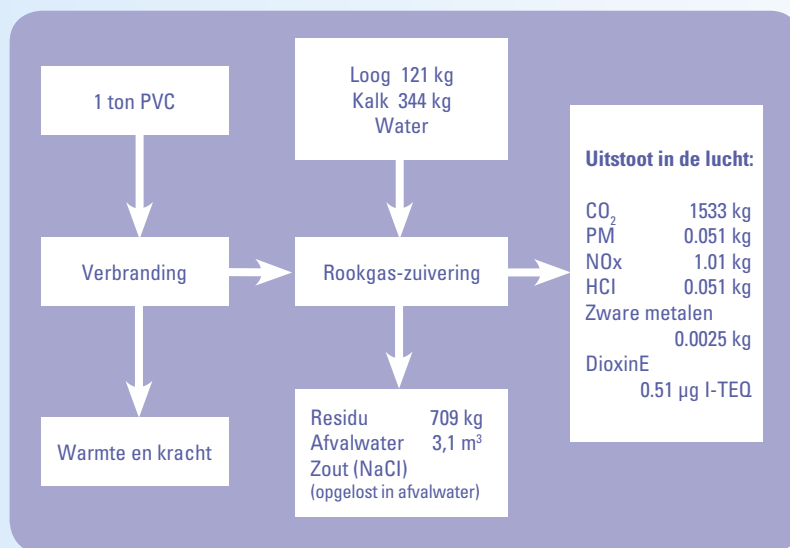 1 ton PVC
Verbranding
Warmte en kracht
Loog 121 kg
Kalk 344 kg
Water
Rookgas-zuivering
Residu 709 kg
Afvalwater 3,1 m³
Zout (NaCl)
(opgelost in afvalwater)
Uitstoot in de lucht:
CO₂ 1533 kg
PM 0.051 kg
NOx 1.01 kg
HCl 0.051 kg
Zware metalen
0.0025 kg
DioxinE
0.51 µg I-TEQ